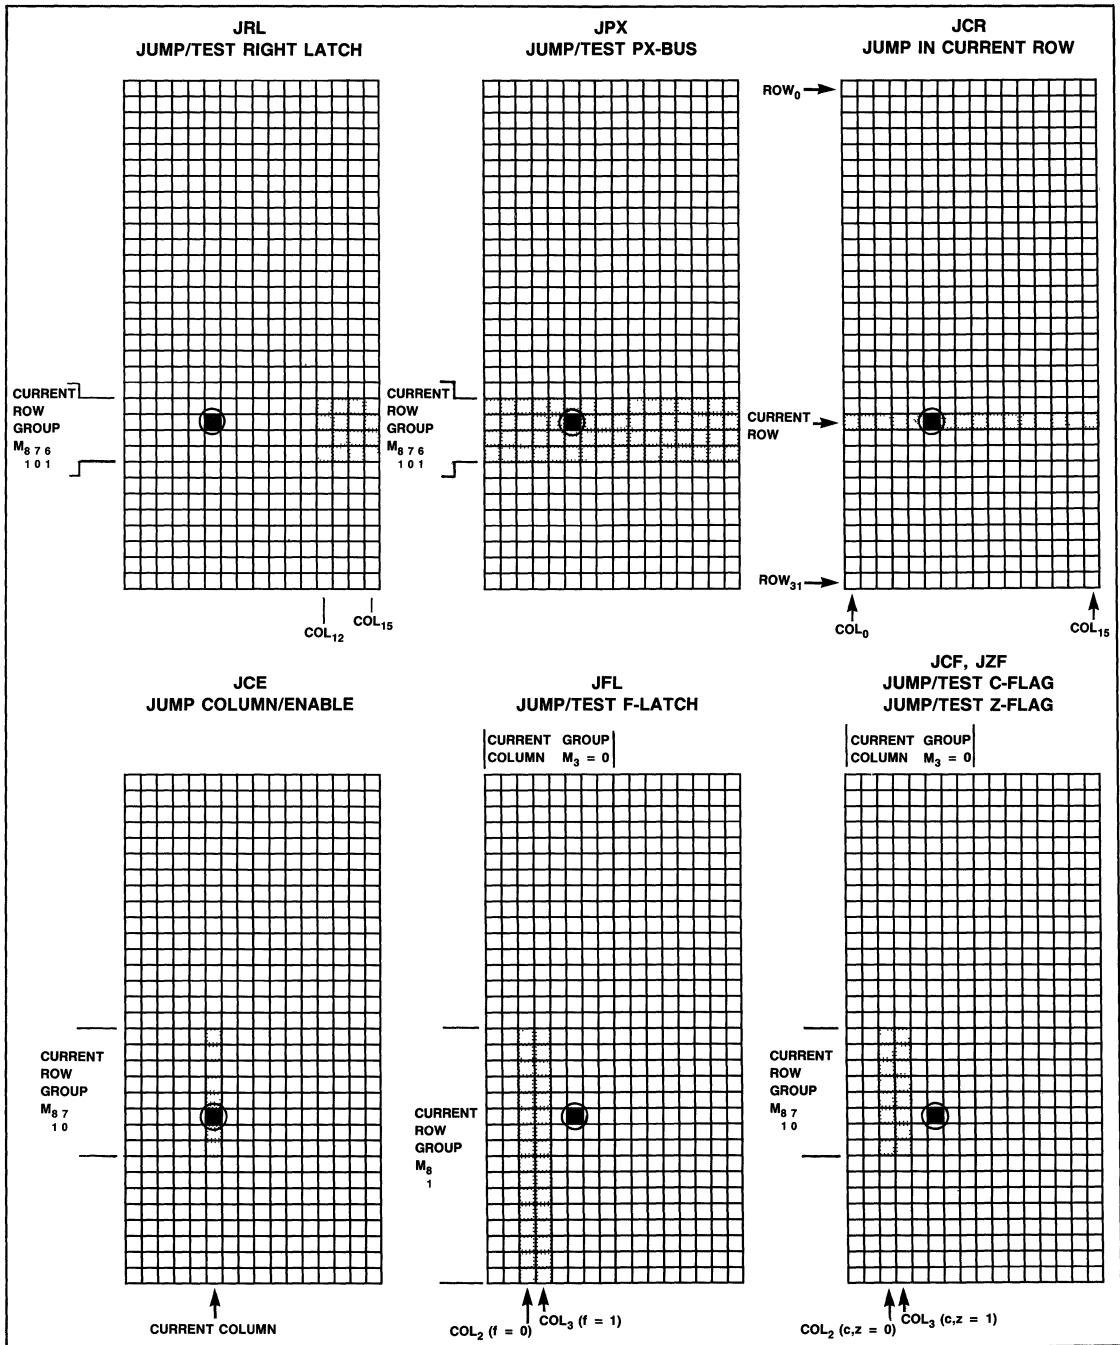 JRL
JUMP/TEST RIGHT LATCH
JPX
JUMP/TEST PX-BUS
JCR
JUMP IN CURRENT ROW
ROW₀
CURRENT
ROW
GROUP
M₈ ₇ ₆
1 0 1
CURRENT
ROW
GROUP
M₈ ₇ ₆
1 0 1
CURRENT
ROW
ROW₃₁
COL₁₂
COL₁₅
COL₀
COL₁₅
JCE
JUMP COLUMN/ENABLE
JFL
JUMP/TEST F-LATCH
JCF, JZF
JUMP/TEST C-FLAG
JUMP/TEST Z-FLAG
CURRENT GROUP
COLUMN M₃ = 0
CURRENT GROUP
COLUMN M₃ = 0
CURRENT
ROW
GROUP
M₈ ₇
1 0
CURRENT
ROW
GROUP
M₈
1
CURRENT
ROW
GROUP
M₈ ₇
1 0
CURRENT COLUMN
COL₂ (f = 0)
COL₃ (f = 1)
COL₂ (c,z = 0)
COL₃ (c,z = 1)